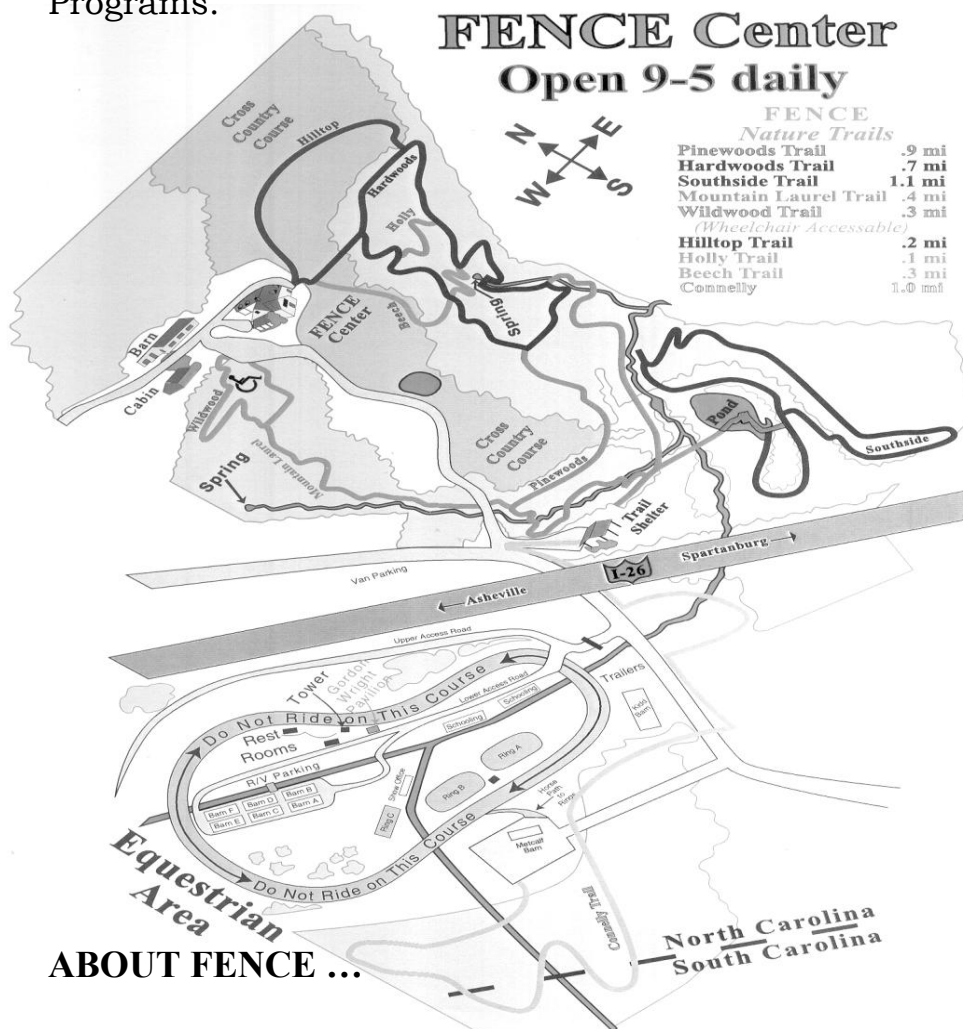 Programs.
FENCE Center
Open 9-5 daily
FENCE
Nature Trails
Pinewoods Trail .9 mi
Hardwoods Trail .7 mi
Southside Trail 1.1 mi
Mountain Laurel Trail .4 mi
Wildwood Trail .3 mi
(Wheelchair Accessable)
Hilltop Trail .2 mi
Holly Trail .1 mi
Beech Trail .3 mi
Connelly 1.0 mi
N
E
W
S
Cross
Country
Course
Hilltop
Hardwoods
Holly
Spring
Beech
FENCE
Center
Barn
Cabin
Wildwood
Mountain Laurel
Spring
Cross
Country
Course
Pinewoods
Pond
Southside
Trail
Shelter
Van Parking
I-26
Spartanburg
Asheville
Upper Access Road
Lower Access Road
Tower
Gordon
Wright
Pavilion
Do Not Ride on This Course
Rest
Rooms
R/V Parking
Schooling
Schooling
Trailers
Kidd
Barn
Ring A
Ring B
Ring C
Show Office
Barn F
Barn D
Barn B
Barn E
Barn C
Barn A
Horse
Path
to
Rings
Metcalf
Barn
Do Not Ride on This Course
Equestrian
Area
Connelly Trail
North Carolina
South Carolina
ABOUT FENCE …